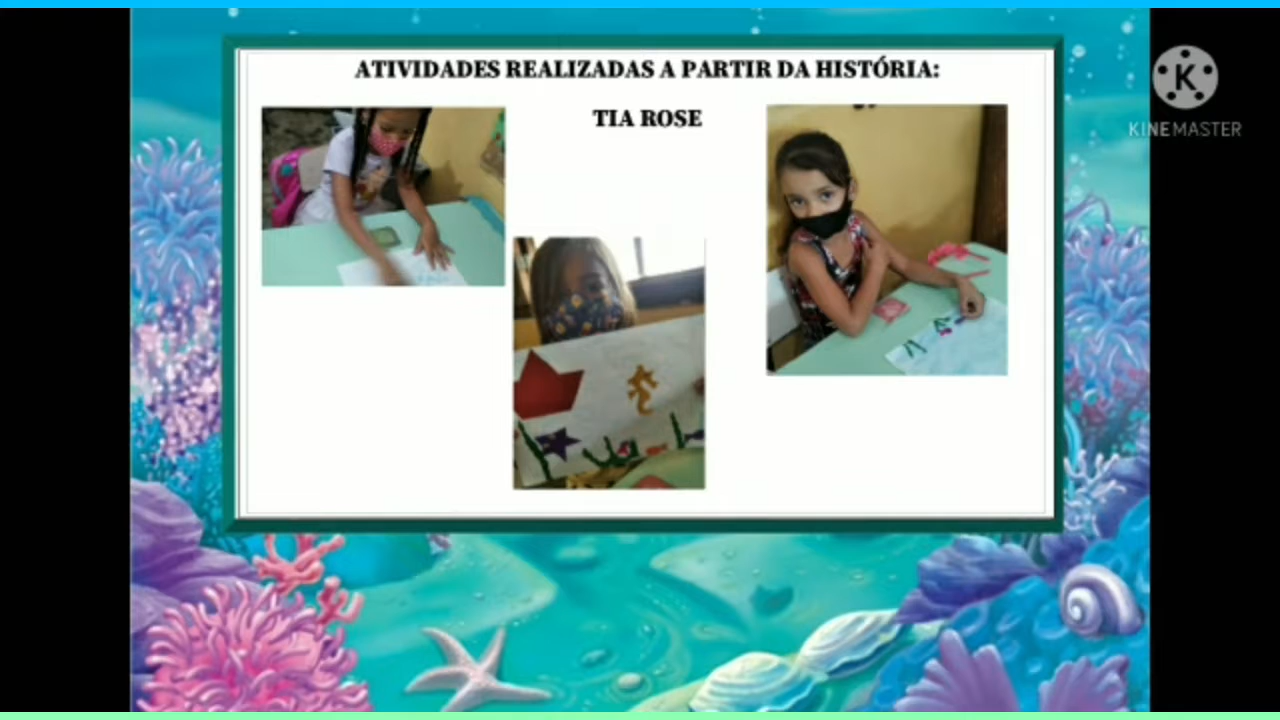 ATIVIDADES REALIZADAS A PARTIR DA HISTÓRIA:
TIA ROSE
K
KINEMASTER